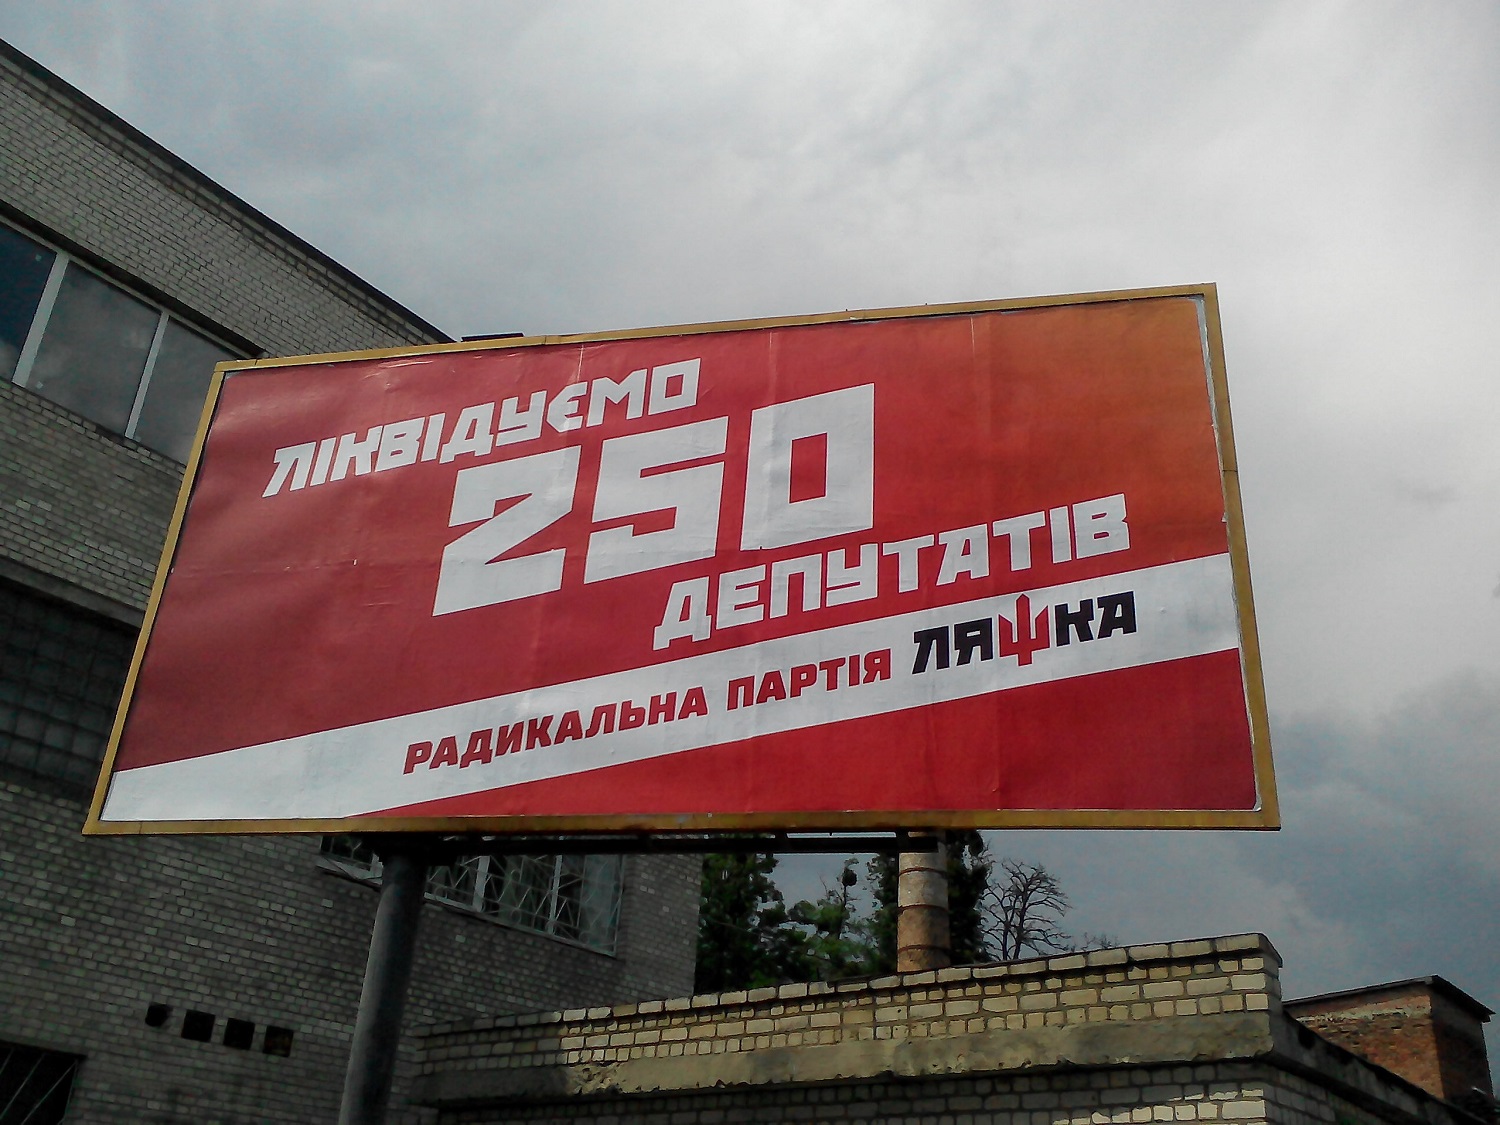 ЛІКВІДУЄМО
250
ДЕПУТАТІВ
РАДИКАЛЬНА ПАРТІЯ ЛЯШКА